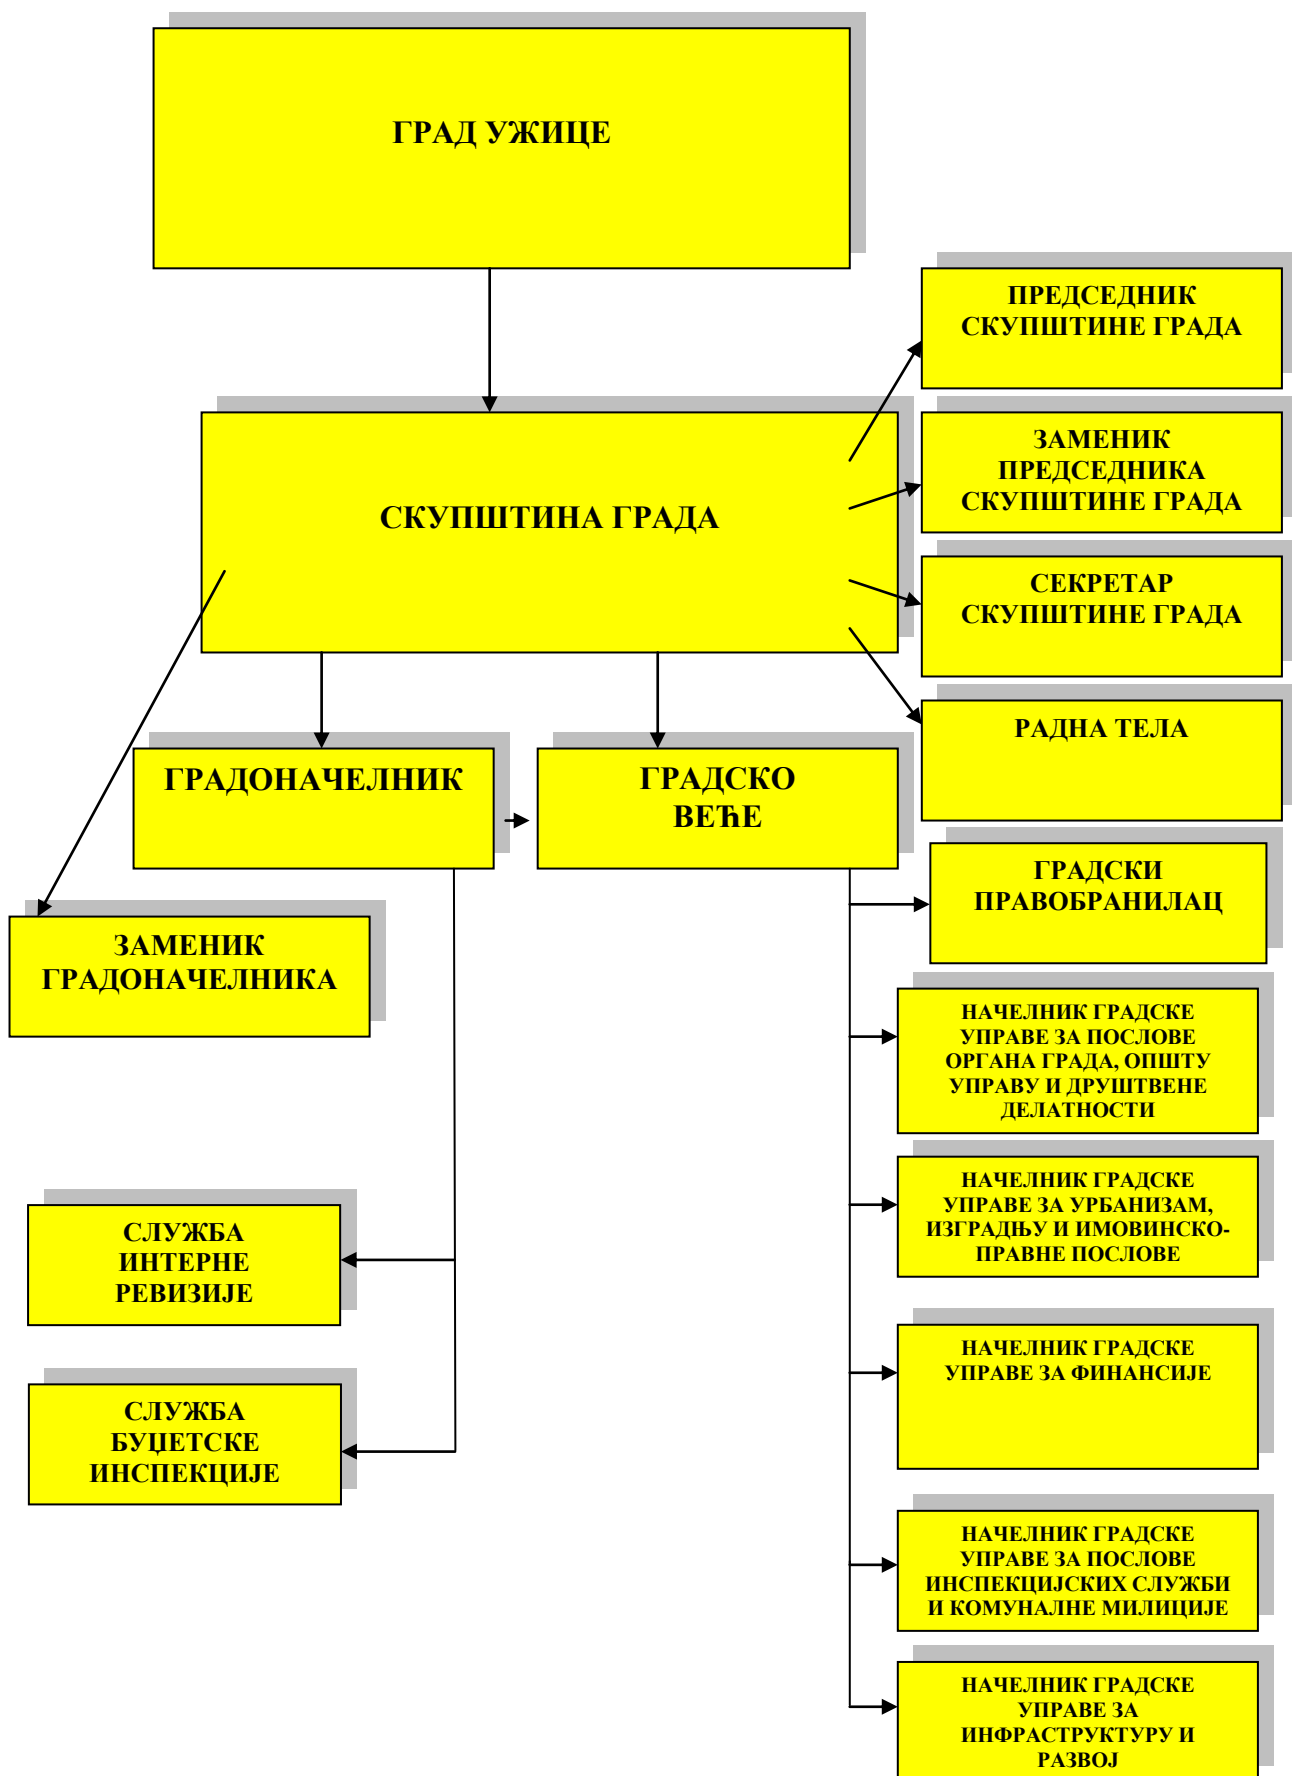 ГРАД УЖИЦЕ
ПРЕДСЕДНИК
СКУПШТИНЕ ГРАДА
ЗАМЕНИК
ПРЕДСЕДНИКА
СКУПШТИНЕ ГРАДА
СКУПШТИНА ГРАДА
СЕКРЕТАР
СКУПШТИНЕ ГРАДА
РАДНА ТЕЛА
ГРАДОНАЧЕЛНИК
ГРАДСКО
ВЕЋЕ
ГРАДСКИ
ПРАВОБРАНИЛАЦ
ЗАМЕНИК
ГРАДОНАЧЕЛНИКА
НАЧЕЛНИК ГРАДСКЕ
УПРАВЕ ЗА ПОСЛОВЕ
ОРГАНА ГРАДА, ОПШТУ
УПРАВУ И ДРУШТВЕНЕ
ДЕЛАТНОСТИ
НАЧЕЛНИК ГРАДСКЕ
УПРАВЕ ЗА УРБАНИЗАМ,
ИЗГРАДЊУ И ИМОВИНСКО-
ПРАВНЕ ПОСЛОВЕ
СЛУЖБА
ИНТЕРНЕ
РЕВИЗИЈЕ
НАЧЕЛНИК ГРАДСКЕ
УПРАВЕ ЗА ФИНАНСИЈЕ
СЛУЖБА
БУЏЕТСКЕ
ИНСПЕКЦИЈЕ
НАЧЕЛНИК ГРАДСКЕ
УПРАВЕ ЗА ПОСЛОВЕ
ИНСПЕКЦИЈСКИХ СЛУЖБИ
И КОМУНАЛНЕ МИЛИЦИЈЕ
НАЧЕЛНИК ГРАДСКЕ
УПРАВЕ ЗА
ИНФРАСТРУКТУРУ И
РАЗВОЈ